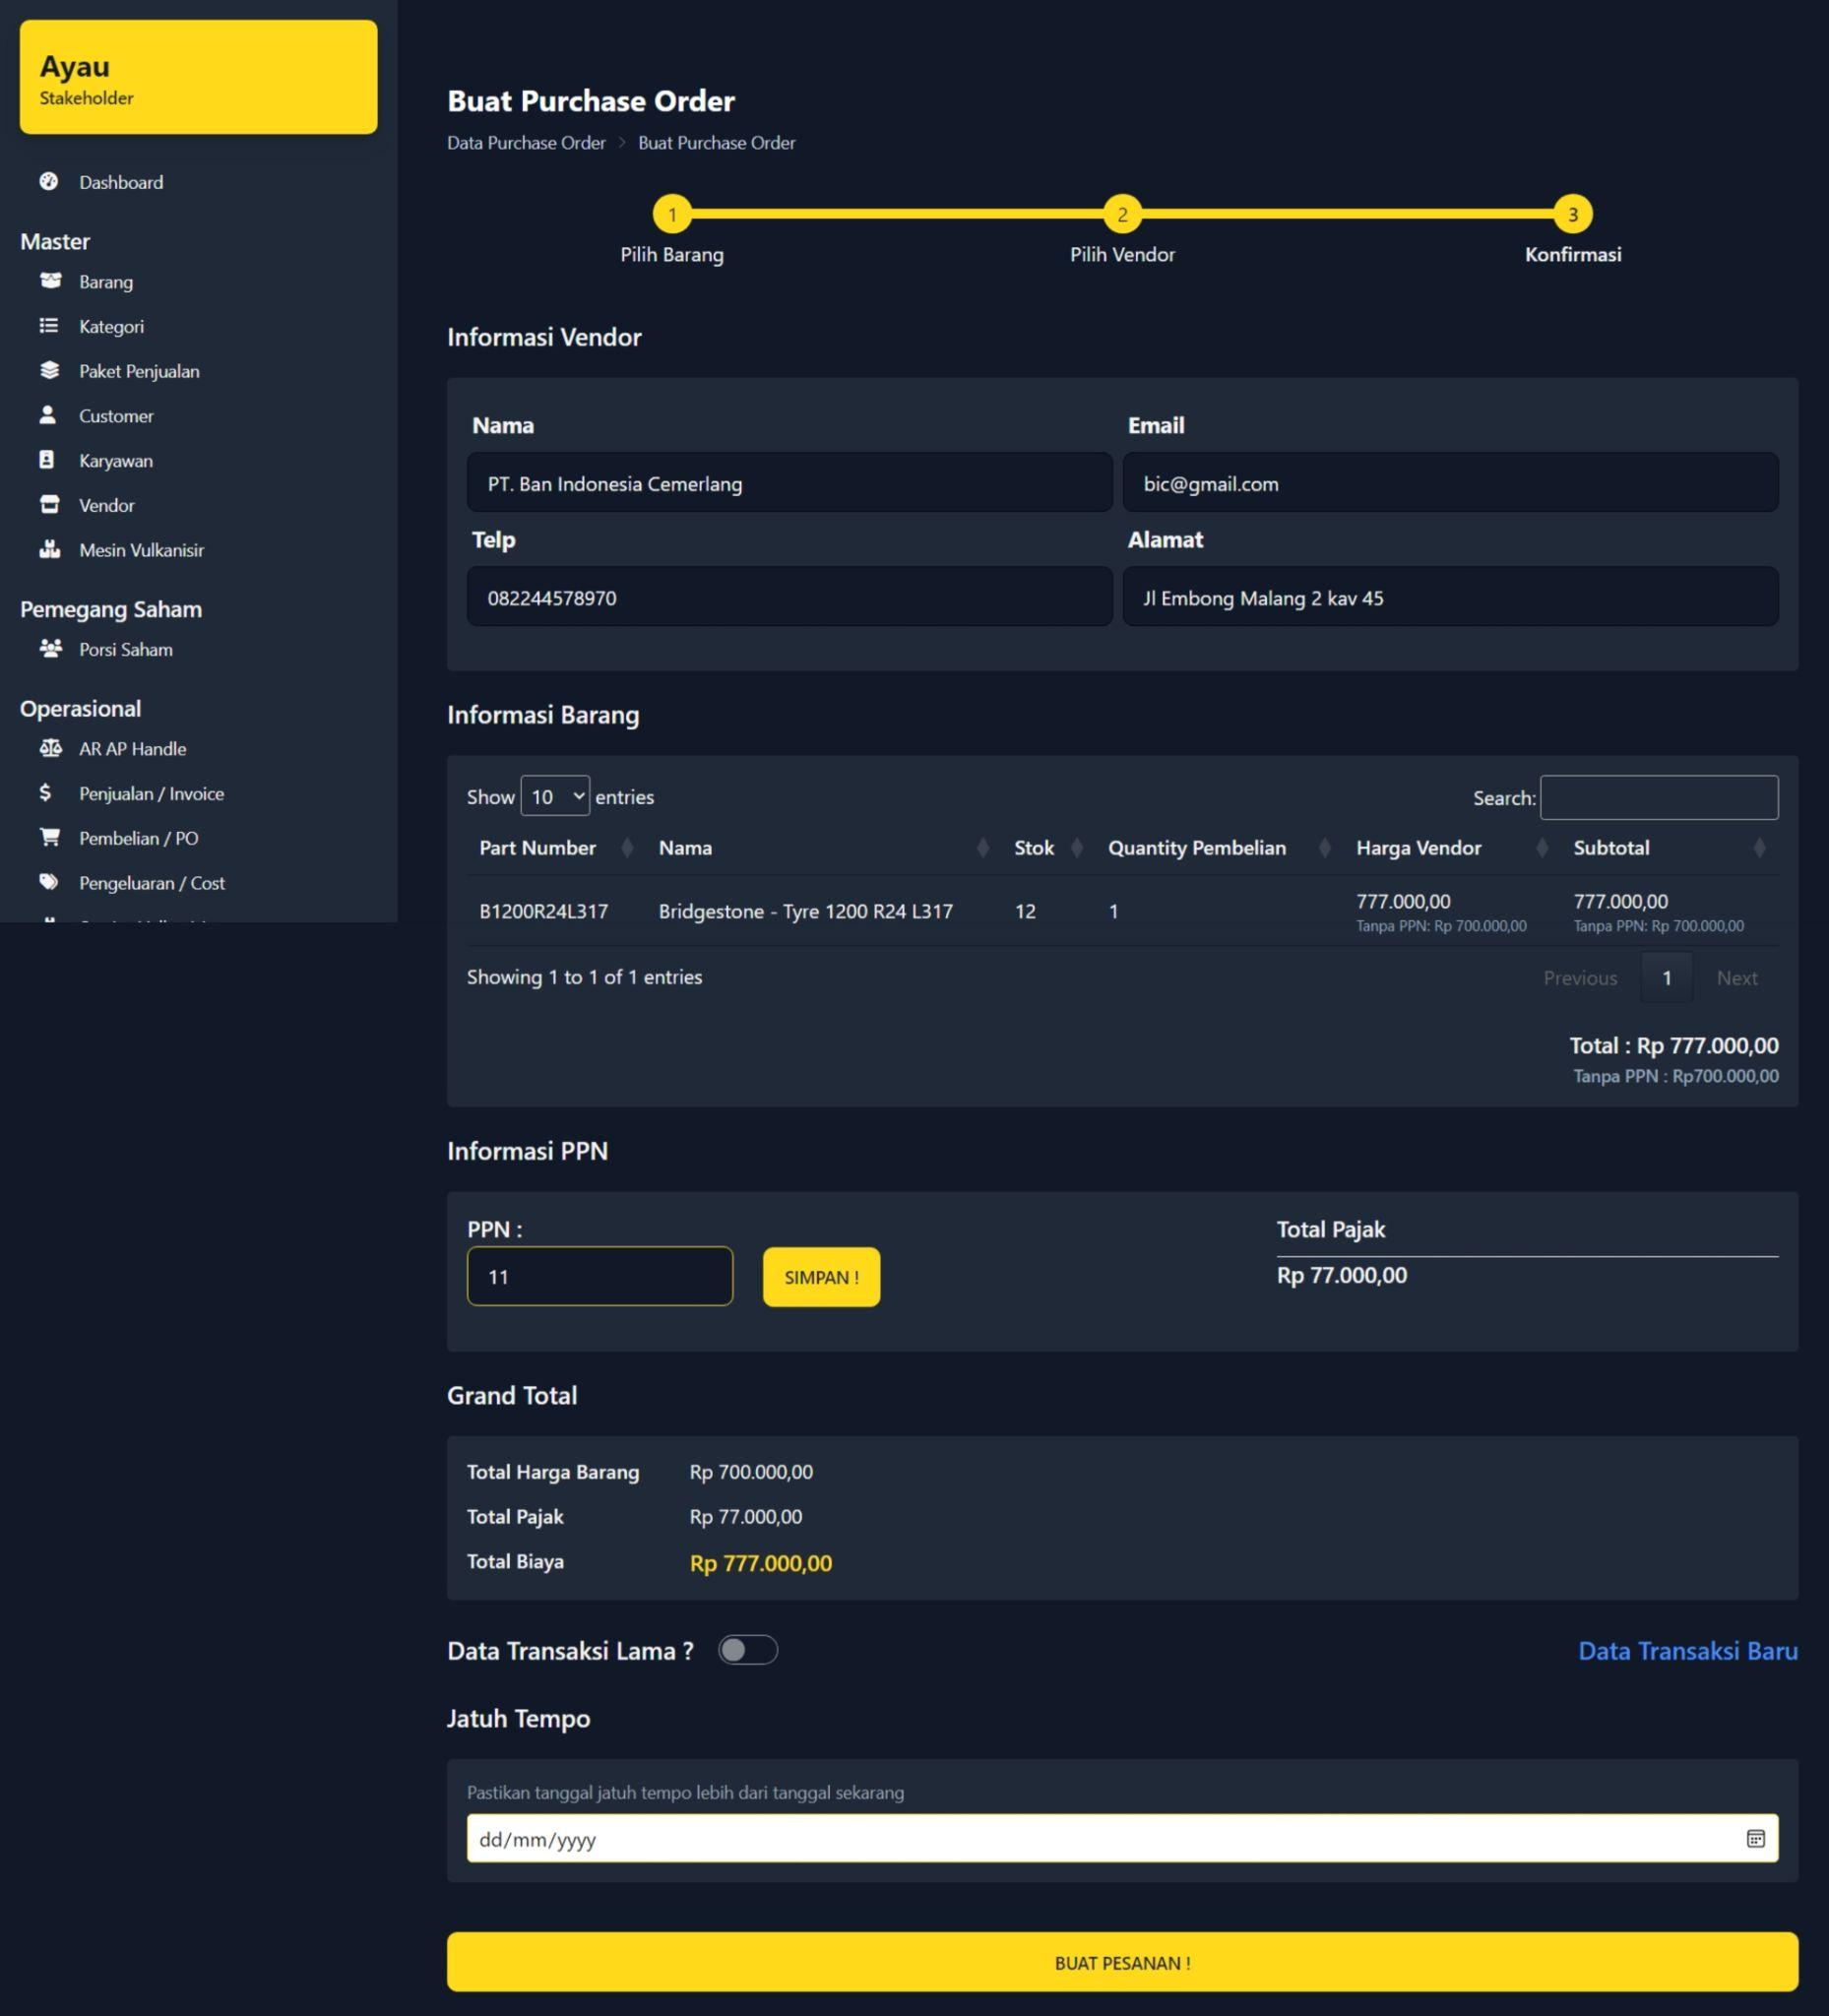 Ayau
Stakeholder
Dashboard
Master
Barang
Kategori
Paket Penjualan
Customer
Karyawan
Vendor
Mesin Vulkanisir
Pemegang Saham
Porsi Saham
Operasional
AR AP Handle
Penjualan / Invoice
Pembelian / PO
Pengeluaran / Cost
Buat Purchase Order
Data Purchase Order > Buat Purchase Order
1 2 3
Pilih Barang Pilih Vendor Konfirmasi
Informasi Vendor
Nama Email
PT. Ban Indonesia Cemerlang bic@gmail.com
Telp Alamat
082244578970 Jl Embong Malang 2 kav 45
Informasi Barang
Show 10 entries Search:
Part Number Nama Stok Quantity Pembelian Harga Vendor Subtotal
B1200R24L317 Bridgestone - Tyre 1200 R24 L317 12 1 777.000,00 777.000,00
Tanpa PPN: Rp 700.000,00 Tanpa PPN: Rp 700.000,00
Showing 1 to 1 of 1 entries Previous 1 Next
Total : Rp 777.000,00
Tanpa PPN : Rp700.000,00
Informasi PPN
PPN : Total Pajak
11 SIMPAN ! Rp 77.000,00
Grand Total
Total Harga Barang Rp 700.000,00
Total Pajak Rp 77.000,00
Total Biaya Rp 777.000,00
Data Transaksi Lama ? Data Transaksi Baru
Jatuh Tempo
Pastikan tanggal jatuh tempo lebih dari tanggal sekarang
dd/mm/yyyy
BUAT PESANAN !